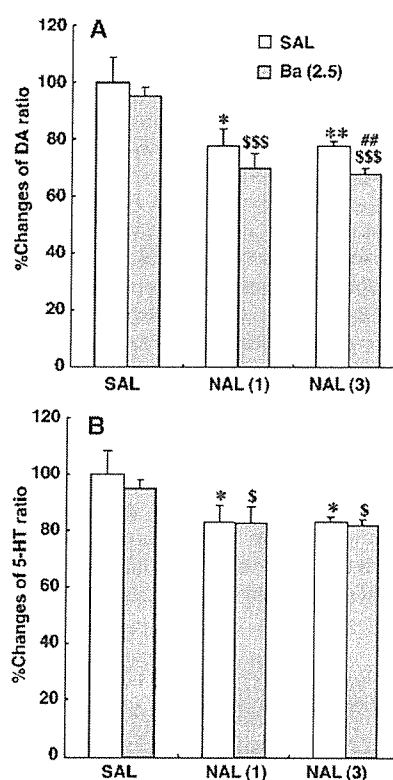 A
SAL
Ba (2.5)
%Changes of DA ratio
120
100
80
60
40
20
0
*
$$$
**
##
$$$
SAL NAL (1) NAL (3)
B
%Changes of 5-HT ratio
120
100
80
60
40
20
0
*
$
*
$
SAL NAL (1) NAL (3)